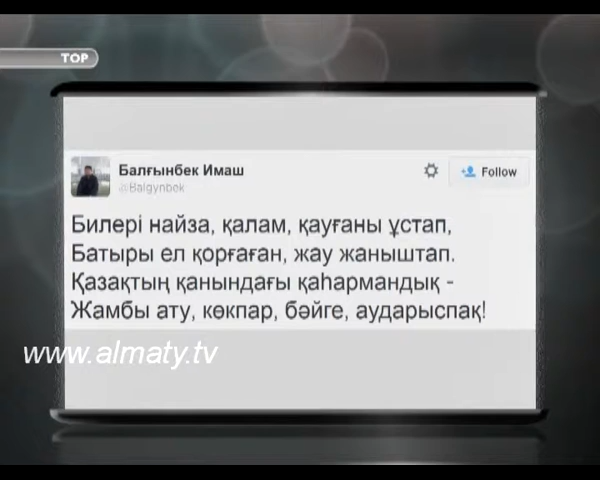 TOP
Балғынбек Имаш
@Balgynbek
Follow
Билері найза, қалам, қауғаны ұстап,
Батыры ел қорғаған, жау жаныштап.
Қазақтың қанындағы қаһармандық -
Жамбы ату, көкпар, бәйге, аударыспақ!
www.almaty.tv